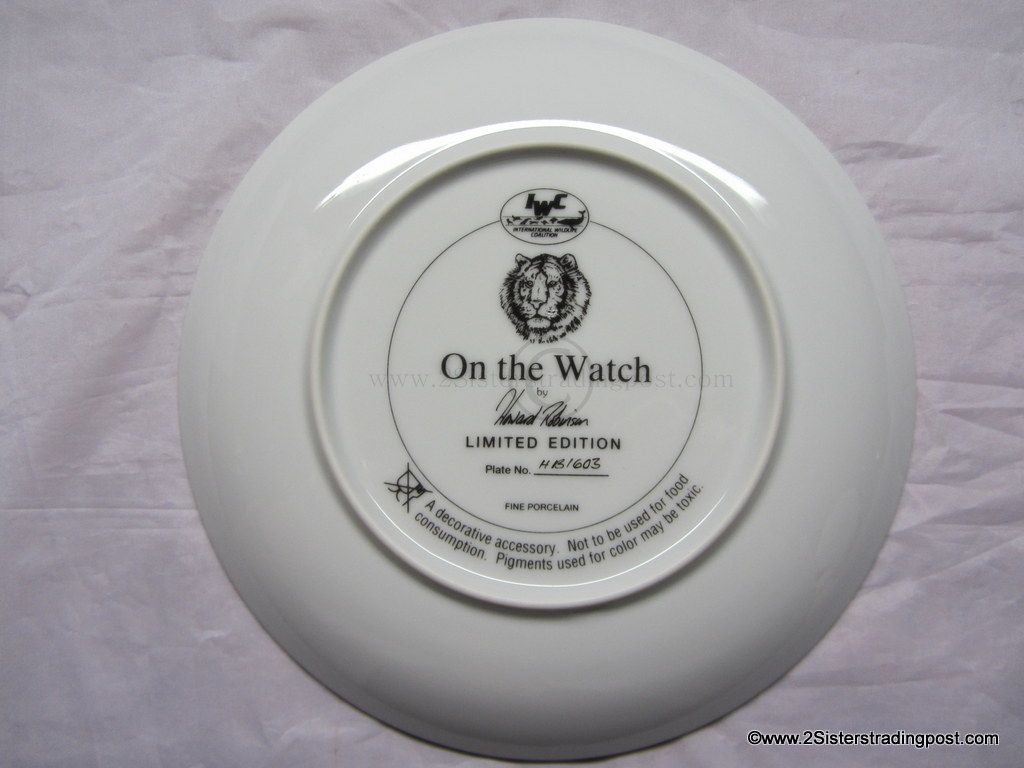 IWC
INTERNATIONAL WILDLIFE
COALITION
On the Watch
www.2Sisterstradingpost.com
by
Howard Robinson
LIMITED EDITION
Plate No. HB1603
FINE PORCELAIN
A decorative accessory. Not to be used for food
consumption. Pigments used for color may be toxic.
©www.2Sisterstradingpost.com